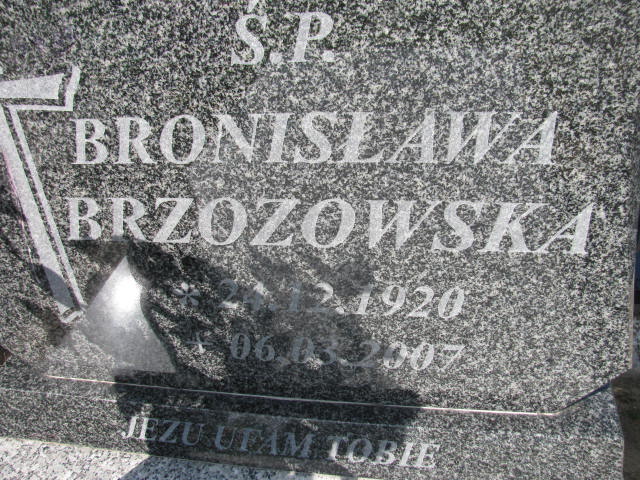 Ś.P.
BRONISŁAWA
BRZOZOWSKA
* 24.12.1920
+ 06.03.2007
JEZU UFAM TOBIE